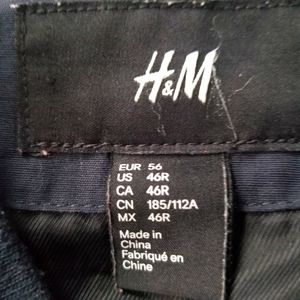 H&M
EUR 56
US 46R
CA 46R
CN 185/112A
MX 46R
Made in
China
Fabriqué en
Chine